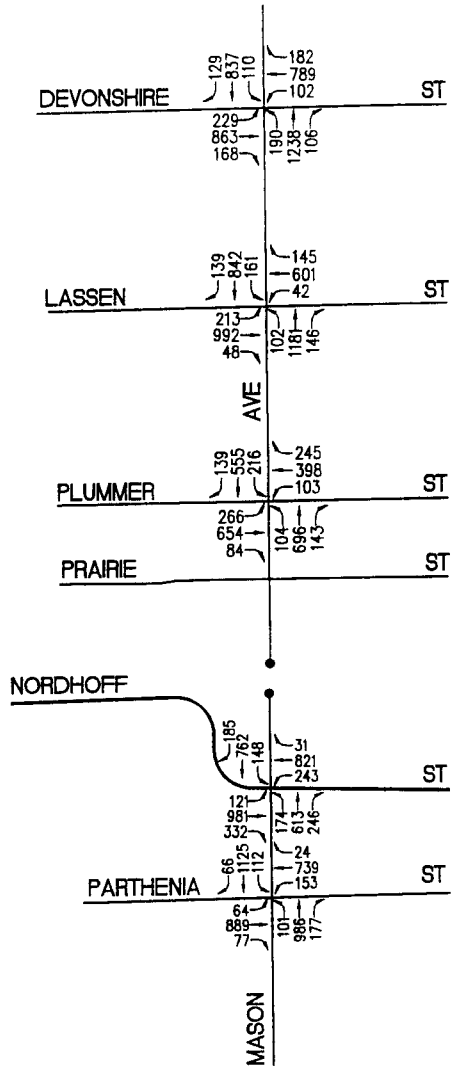 129 837 110 182
789
102
DEVONSHIRE ST
229 190 1238 106
863
168
139 842 161 145
601
42
LASSEN ST
213 102 1181 146
992
48
AVE
139 555 216 245
398
103
PLUMMER ST
266 104 696 143
654
84
PRAIRIE ST
NORDHOFF
185 762 148 31
821
243
ST
121 174 613 246
981
332
66 1125 112 24
739
153
PARTHENIA ST
64 101 986 177
889
77
MASON